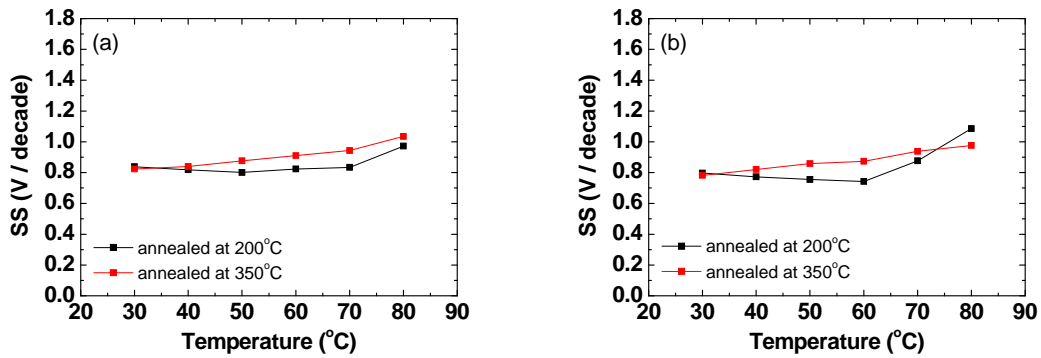 (a)
SS (V / decade)
1.8
1.6
1.4
1.2
1.0
0.8
0.6
0.4
0.2
0.0
annealed at 200°C
annealed at 350°C
20 30 40 50 60 70 80 90
Temperature (°C)
(b)
SS (V / decade)
1.8
1.6
1.4
1.2
1.0
0.8
0.6
0.4
0.2
0.0
annealed at 200°C
annealed at 350°C
20 30 40 50 60 70 80 90
Temperature (°C)